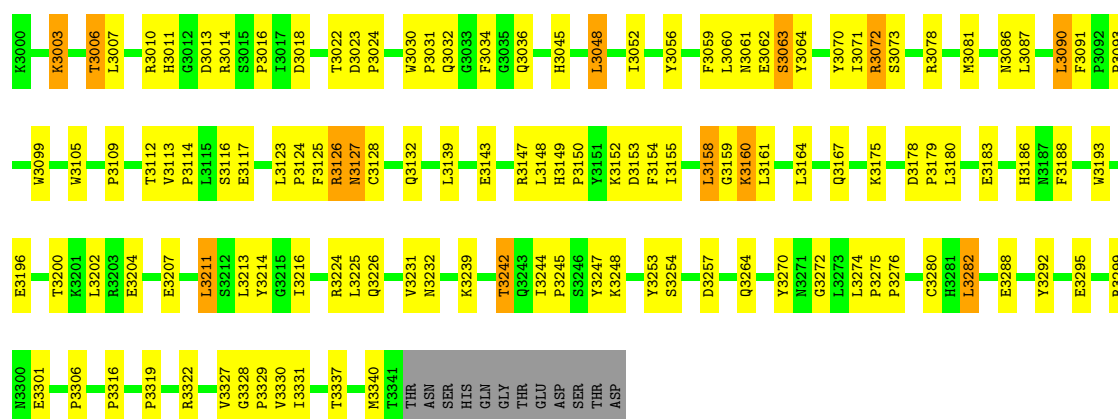 K3000 K3003 T3006 L3007 R3010 H3011 G3012 D3013 R3014 S3015 P3016 I3017 D3018 T3022 D3023 P3024 W3030 P3031 Q3032 G3033 F3034 G3035 Q3036 H3045 L3048 I3052 Y3056 F3059 L3060 N3061 E3062 S3063 Y3064 Y3070 I3071 R3072 S3073 R3078 M3081 N3086 L3087 L3090 F3091 P3092 P3093
W3099 W3105 P3109 T3112 V3113 P3114 L3115 S3116 E3117 L3123 P3124 F3125 R3126 N3127 C3128 Q3132 L3139 E3143 R3147 L3148 H3149 P3150 Y3151 K3152 D3153 F3154 I3155 L3158 G3159 K3160 L3161 L3164 Q3167 K3175 D3178 P3179 L3180 E3183 H3186 N3187 F3188 W3193
E3196 T3200 K3201 L3202 R3203 E3204 E3207 L3211 S3212 L3213 Y3214 G3215 I3216 R3224 L3225 Q3226 V3231 N3232 K3239 T3242 Q3243 I3244 P3245 S3246 Y3247 K3248 Y3253 S3254 D3257 Q3264 Y3270 N3271 G3272 L3273 L3274 P3275 P3276 C3280 H3281 L3282 E3288 Y3292 E3295
N3300 E3301 P3306 P3316 P3319 R3322 V3327 G3328 P3329 V3330 I3331 T3337 M3340 T3341 THR ASN SER HIS GLN GLY THR GLU ASP SER THR ASP